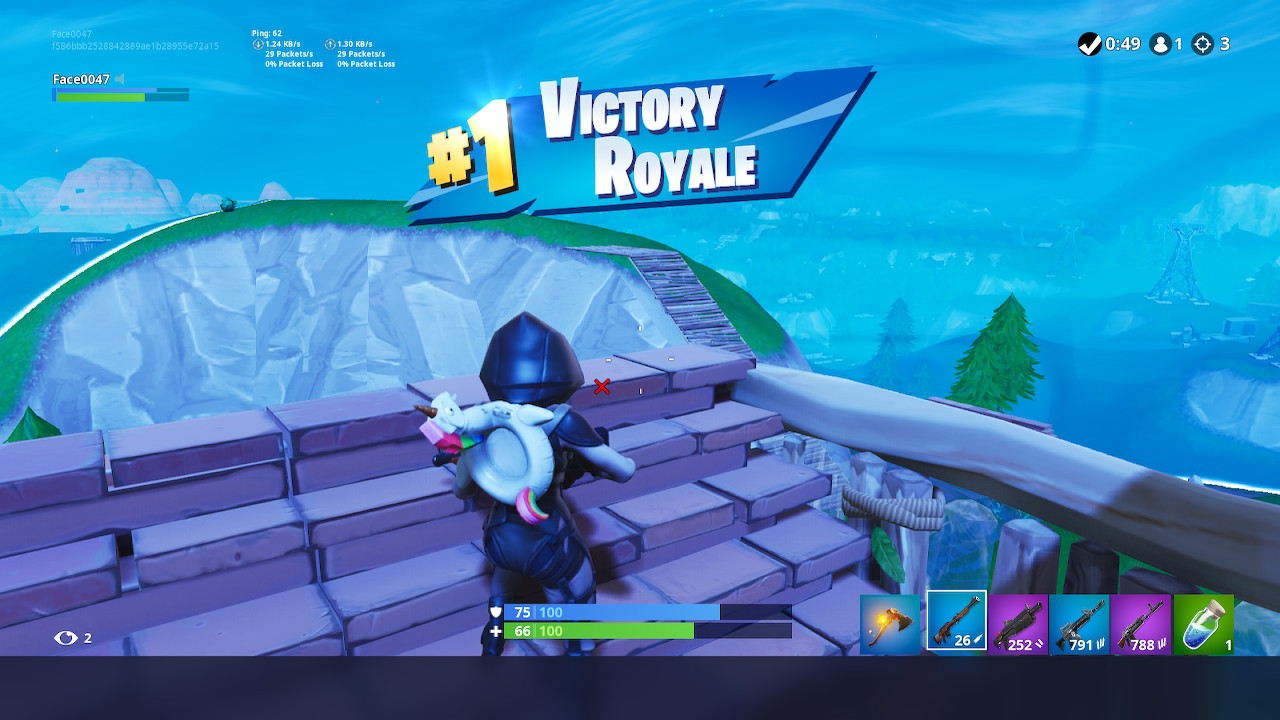 Face0047
f586bbb2526842889ae1b28955e72a15
Ping: 62
1.24 KB/s 1.30 KB/s
29 Packets/s 29 Packets/s
0% Packet Loss 0% Packet Loss
Face0047
0:49 1 3
#1 VICTORY
ROYALE
75 | 100
66 | 100
2
26 252 791 788 1